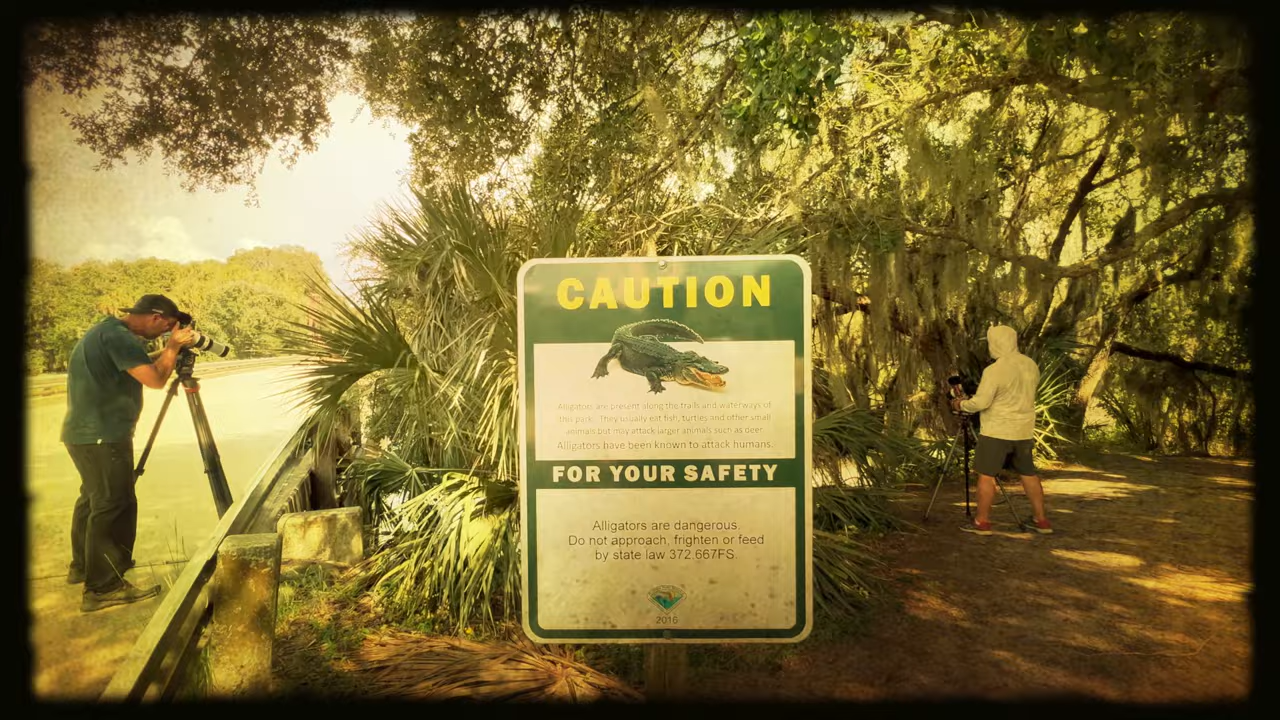 CAUTION
Alligators are present along the trails and waterways of
this park. They usually eat fish, turtles and other small
animals but may attack larger animals such as deer.
Alligators have been known to attack humans.
FOR YOUR SAFETY
Alligators are dangerous.
Do not approach, frighten or feed
by state law 372.667FS.
2016